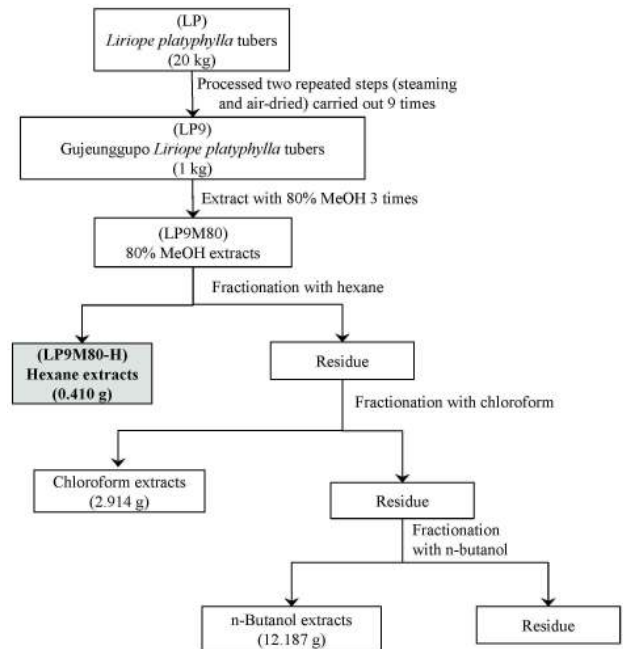 (LP)
Liriope platyphylla tubers
(20 kg)
Processed two repeated steps (steaming
and air-dried) carried out 9 times
(LP9)
Gujeunggupo Liriope platyphylla tubers
(1 kg)
Extract with 80% MeOH 3 times
(LP9M80)
80% MeOH extracts
Fractionation with hexane
(LP9M80-H)
Hexane extracts
(0.410 g)
Residue
Fractionation with chloroform
Chloroform extracts
(2.914 g)
Residue
Fractionation
with n-butanol
n-Butanol extracts
(12.187 g)
Residue